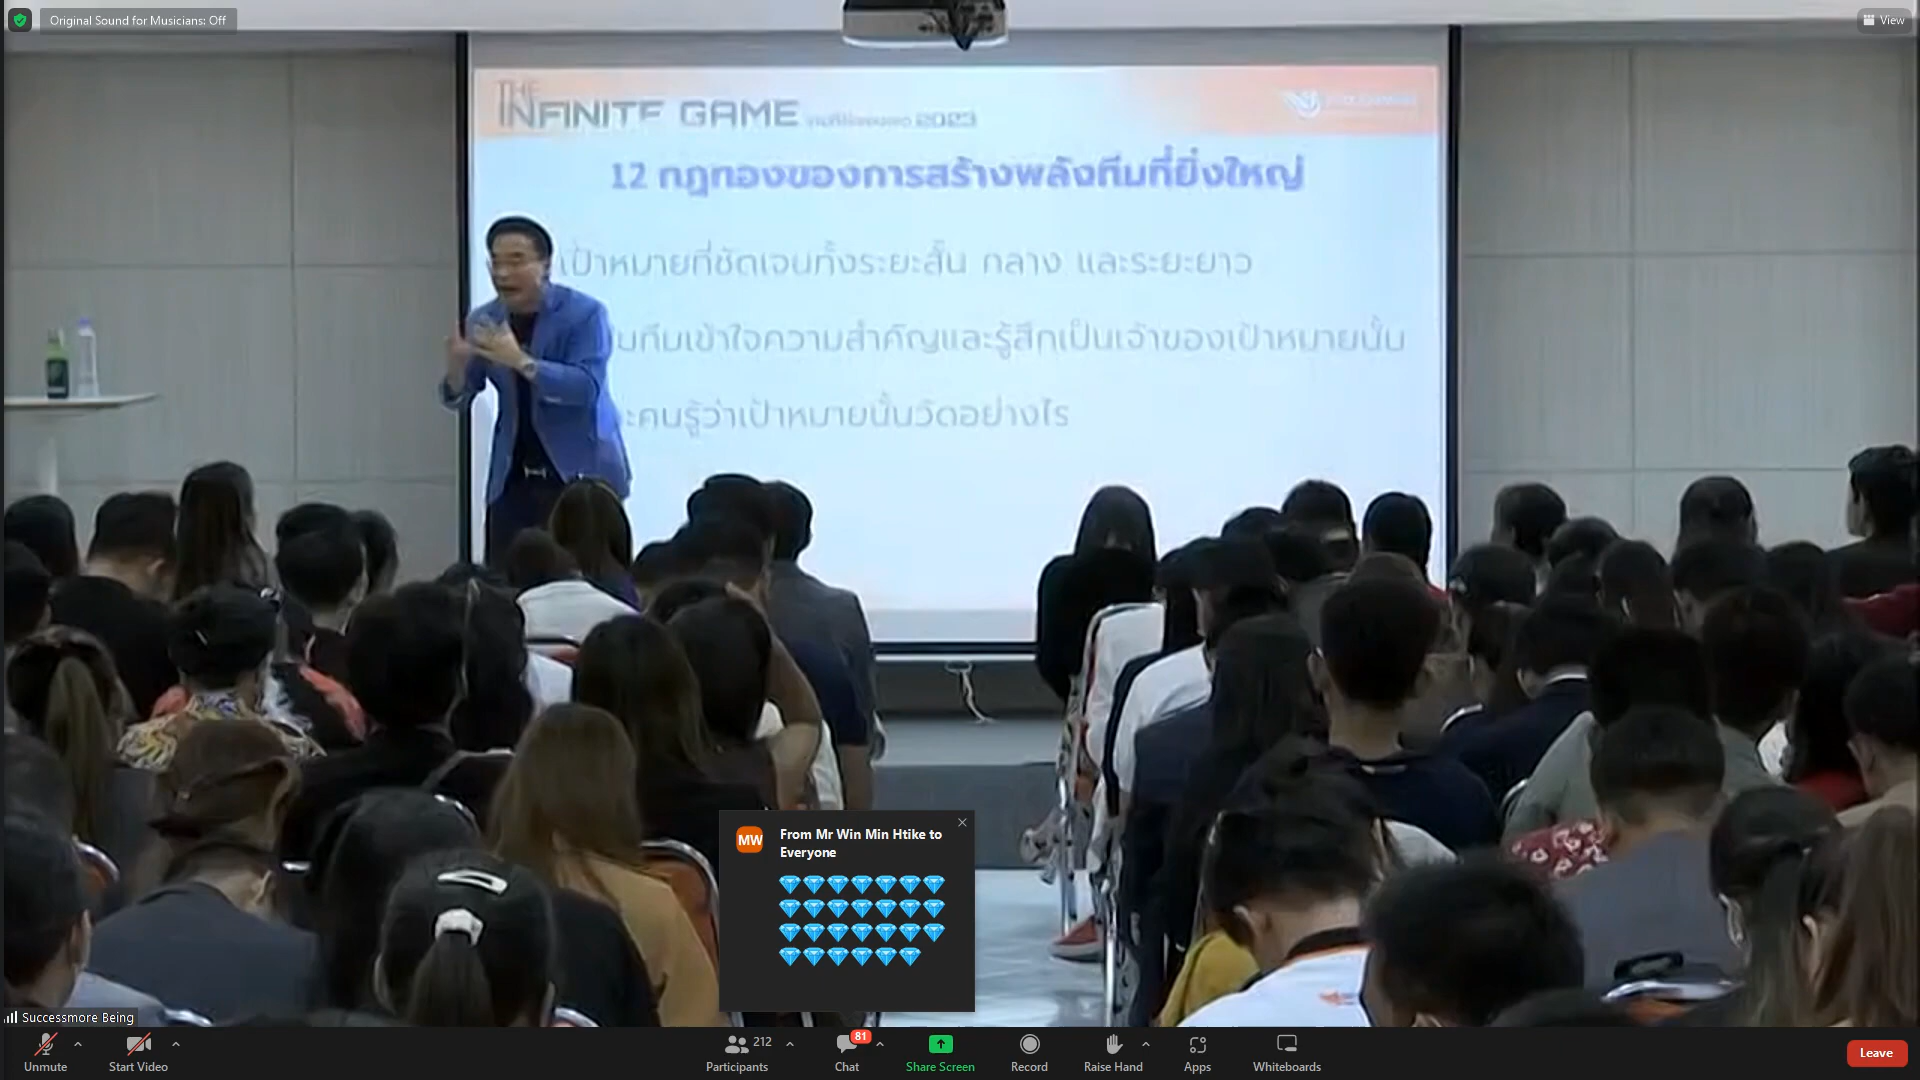 Original Sound for Musicians: Off
View
THE
INFINITE GAME 2023
12 กฎทองของการสร้างพลังทีมที่ยิ่งใหญ่
เป้าหมายที่ชัดเจนทั้งระยะสั้น กลาง และระยะยาว
ทีมเข้าใจความสำคัญและรู้สึกเป็นเจ้าของเป้าหมายนั้น
คนรู้ว่าเป้าหมายนั้นวัดอย่างไร
MW
From Mr Win Min Htike to
Everyone
Successmore Being
Unmute
Start Video
212
Participants
81
Chat
Share Screen
Record
Raise Hand
Apps
Whiteboards
Leave